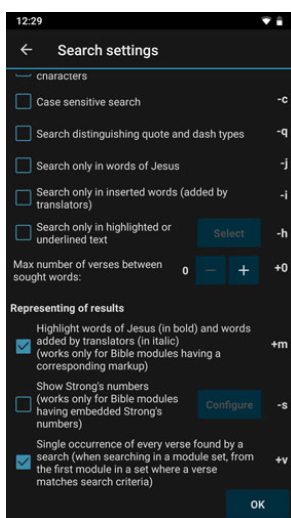 12:29
Search settings
characters
Case sensitive search -c
Search distinguishing quote and dash types -q
Search only in words of Jesus -j
Search only in inserted words (added by
translators) -i
Search only in highlighted or
underlined text Select -h
Max number of verses between
sought words: 0 − + +0
Representing of results
Highlight words of Jesus (in bold) and words
added by translators (in italic)
(works only for Bible modules having a
corresponding markup) +m
Show Strong's numbers
(works only for Bible modules
having embedded Strong's
numbers) Configure -s
Single occurrence of every verse found by a
search (when searching in a module set, from
the first module in a set where a verse
matches search criteria) +v
OK